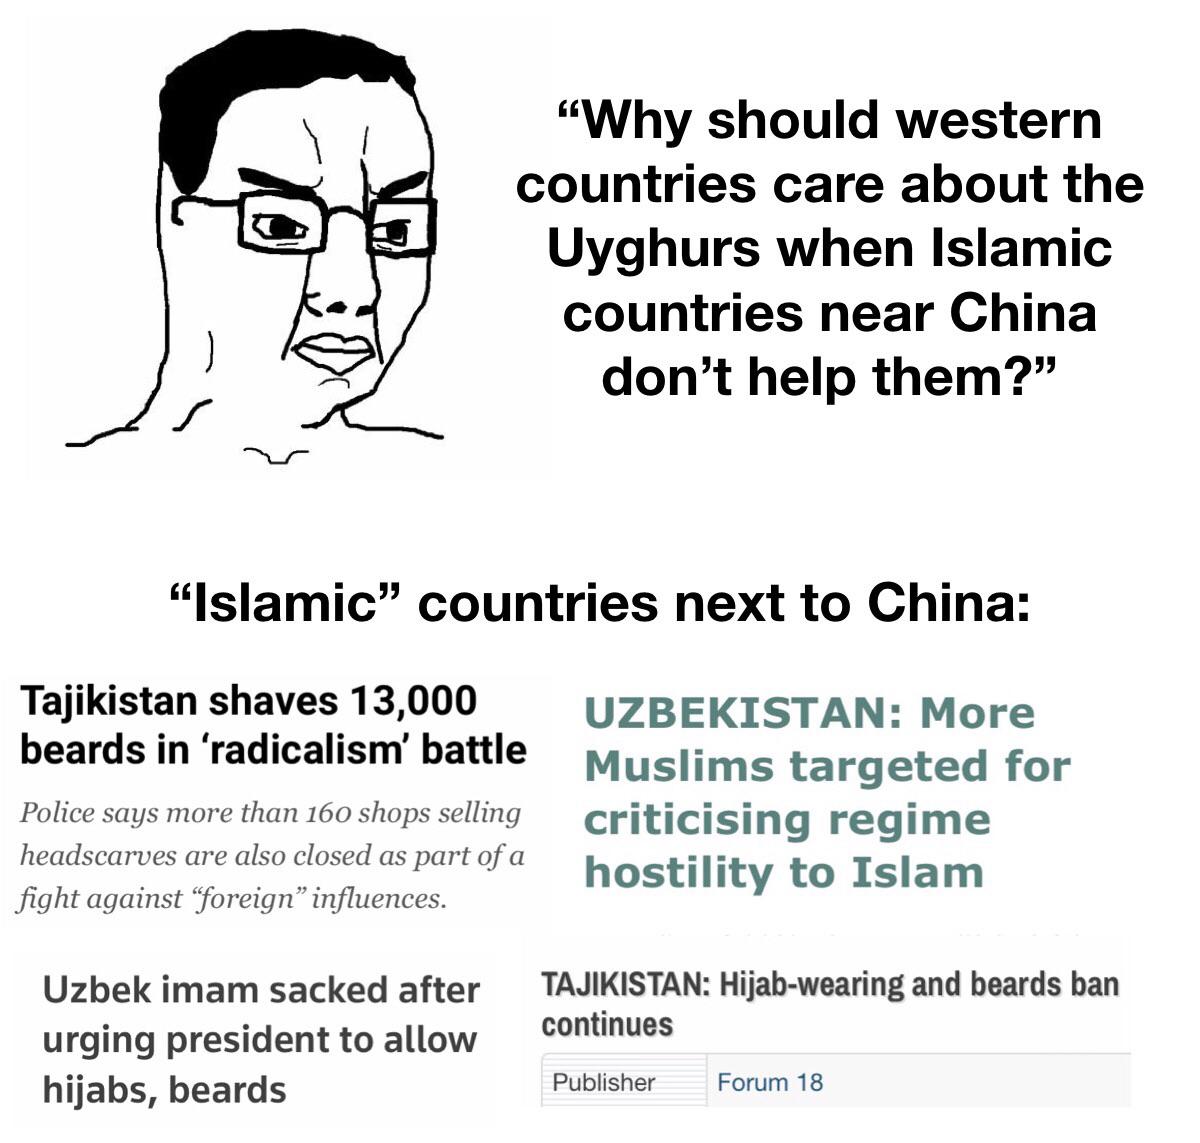 “Why should western
countries care about the
Uyghurs when Islamic
countries near China
don’t help them?”
“Islamic” countries next to China:
Tajikistan shaves 13,000
beards in ‘radicalism’ battle
Police says more than 160 shops selling
headscarves are also closed as part of a
fight against “foreign” influences.
UZBEKISTAN: More
Muslims targeted for
criticising regime
hostility to Islam
Uzbek imam sacked after
urging president to allow
hijabs, beards
TAJIKISTAN: Hijab-wearing and beards ban
continues
Publisher Forum 18